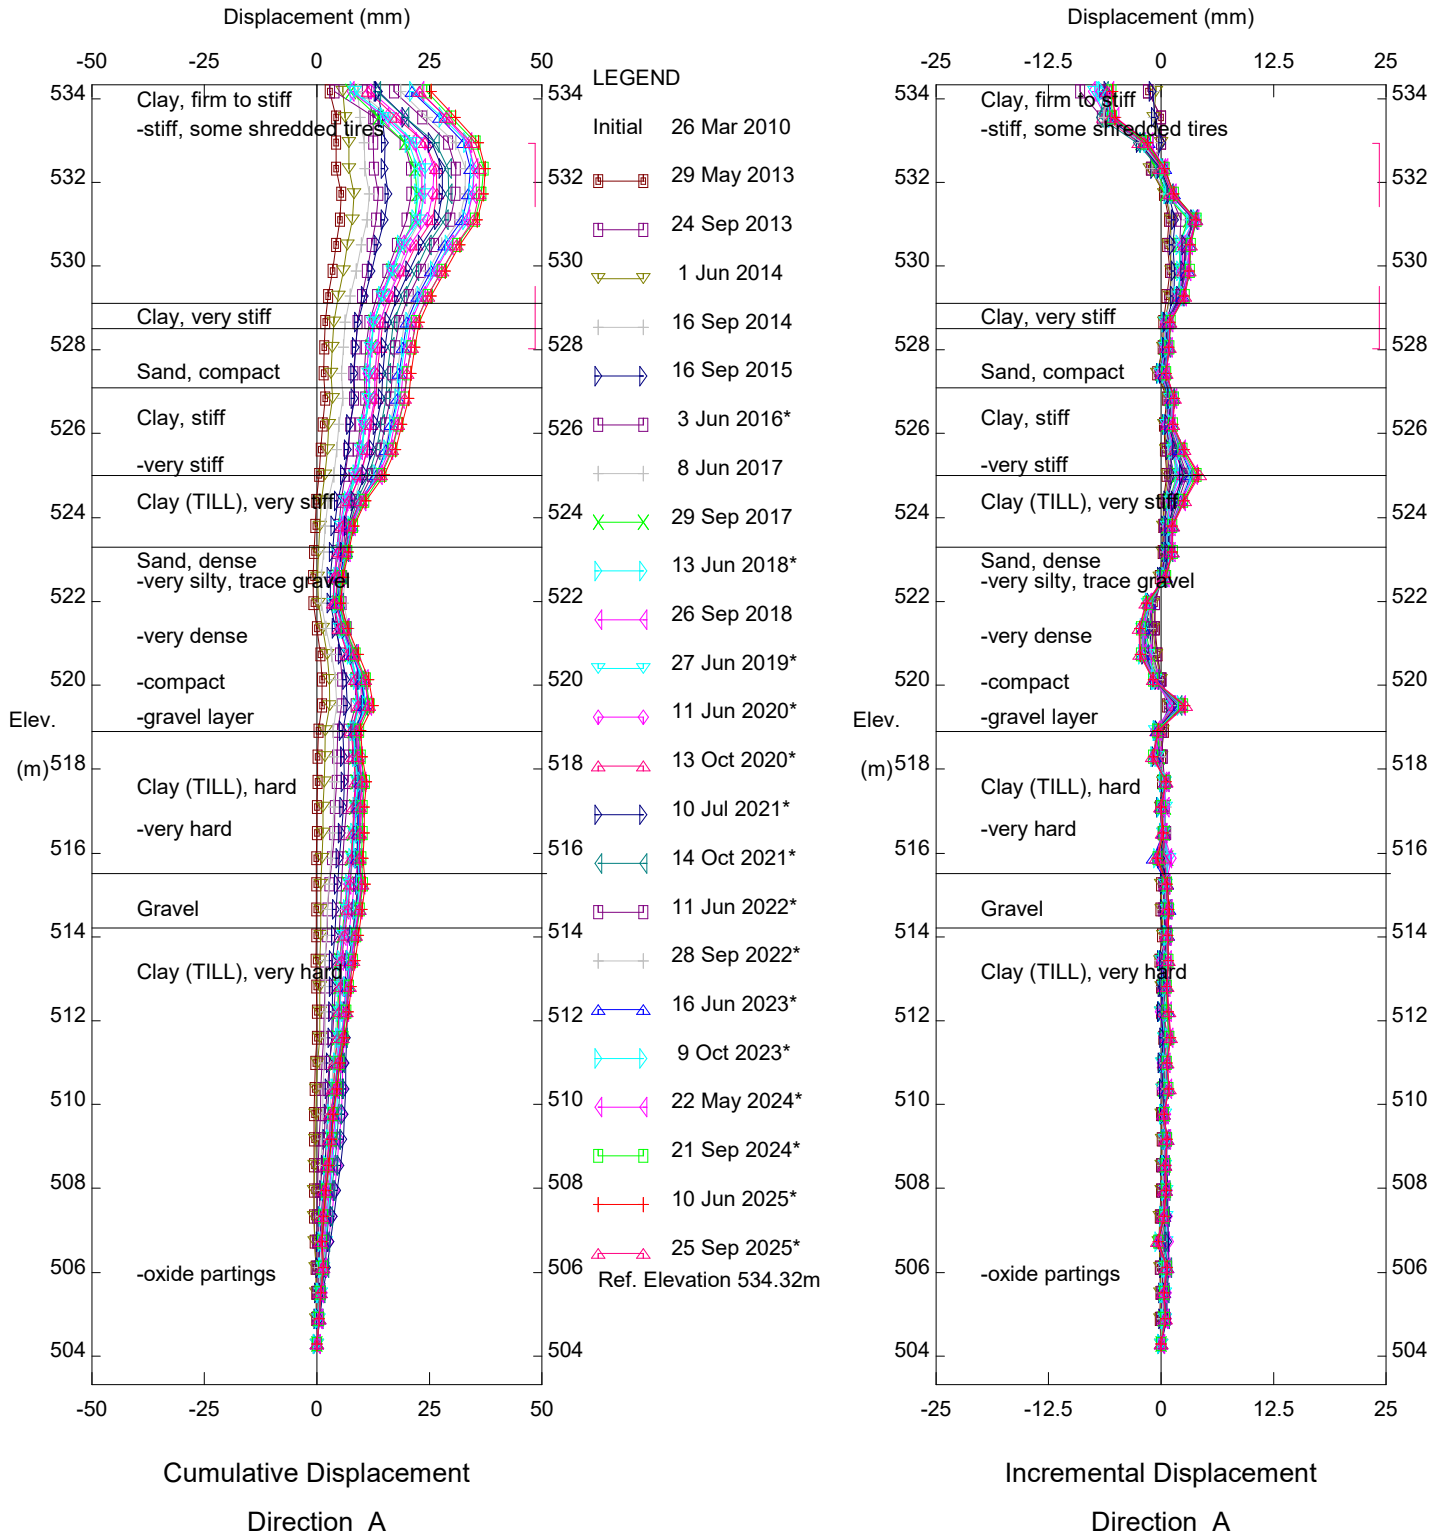 Displacement (mm)
-50 -25 0 25 50
534 534
532 532
530 530
528 528
526 526
524 524
522 522
520 520
518 518
516 516
514 514
512 512
510 510
508 508
506 506
504 504
Elev.
(m)
Clay, firm to stiff
-stiff, some shredded tires
Clay, very stiff
Sand, compact
Clay, stiff
-very stiff
Clay (TILL), very stiff
Sand, dense
-very silty, trace gravel
-very dense
-compact
-gravel layer
Clay (TILL), hard
-very hard
Gravel
Clay (TILL), very hard
-oxide partings
-50 -25 0 25 50
Cumulative Displacement
Direction A
LEGEND
Initial 26 Mar 2010
29 May 2013
24 Sep 2013
1 Jun 2014
16 Sep 2014
16 Sep 2015
3 Jun 2016*
8 Jun 2017
29 Sep 2017
13 Jun 2018*
26 Sep 2018
27 Jun 2019*
11 Jun 2020*
13 Oct 2020*
10 Jul 2021*
14 Oct 2021*
11 Jun 2022*
28 Sep 2022*
16 Jun 2023*
9 Oct 2023*
22 May 2024*
21 Sep 2024*
10 Jun 2025*
25 Sep 2025*
Ref. Elevation 534.32m
Displacement (mm)
-25 -12.5 0 12.5 25
534 534
532 532
530 530
528 528
526 526
524 524
522 522
520 520
518 518
516 516
514 514
512 512
510 510
508 508
506 506
504 504
Elev.
(m)
Clay, firm to stiff
-stiff, some shredded tires
Clay, very stiff
Sand, compact
Clay, stiff
-very stiff
Clay (TILL), very stiff
Sand, dense
-very silty, trace gravel
-very dense
-compact
-gravel layer
Clay (TILL), hard
-very hard
Gravel
Clay (TILL), very hard
-oxide partings
-25 -12.5 0 12.5 25
Incremental Displacement
Direction A